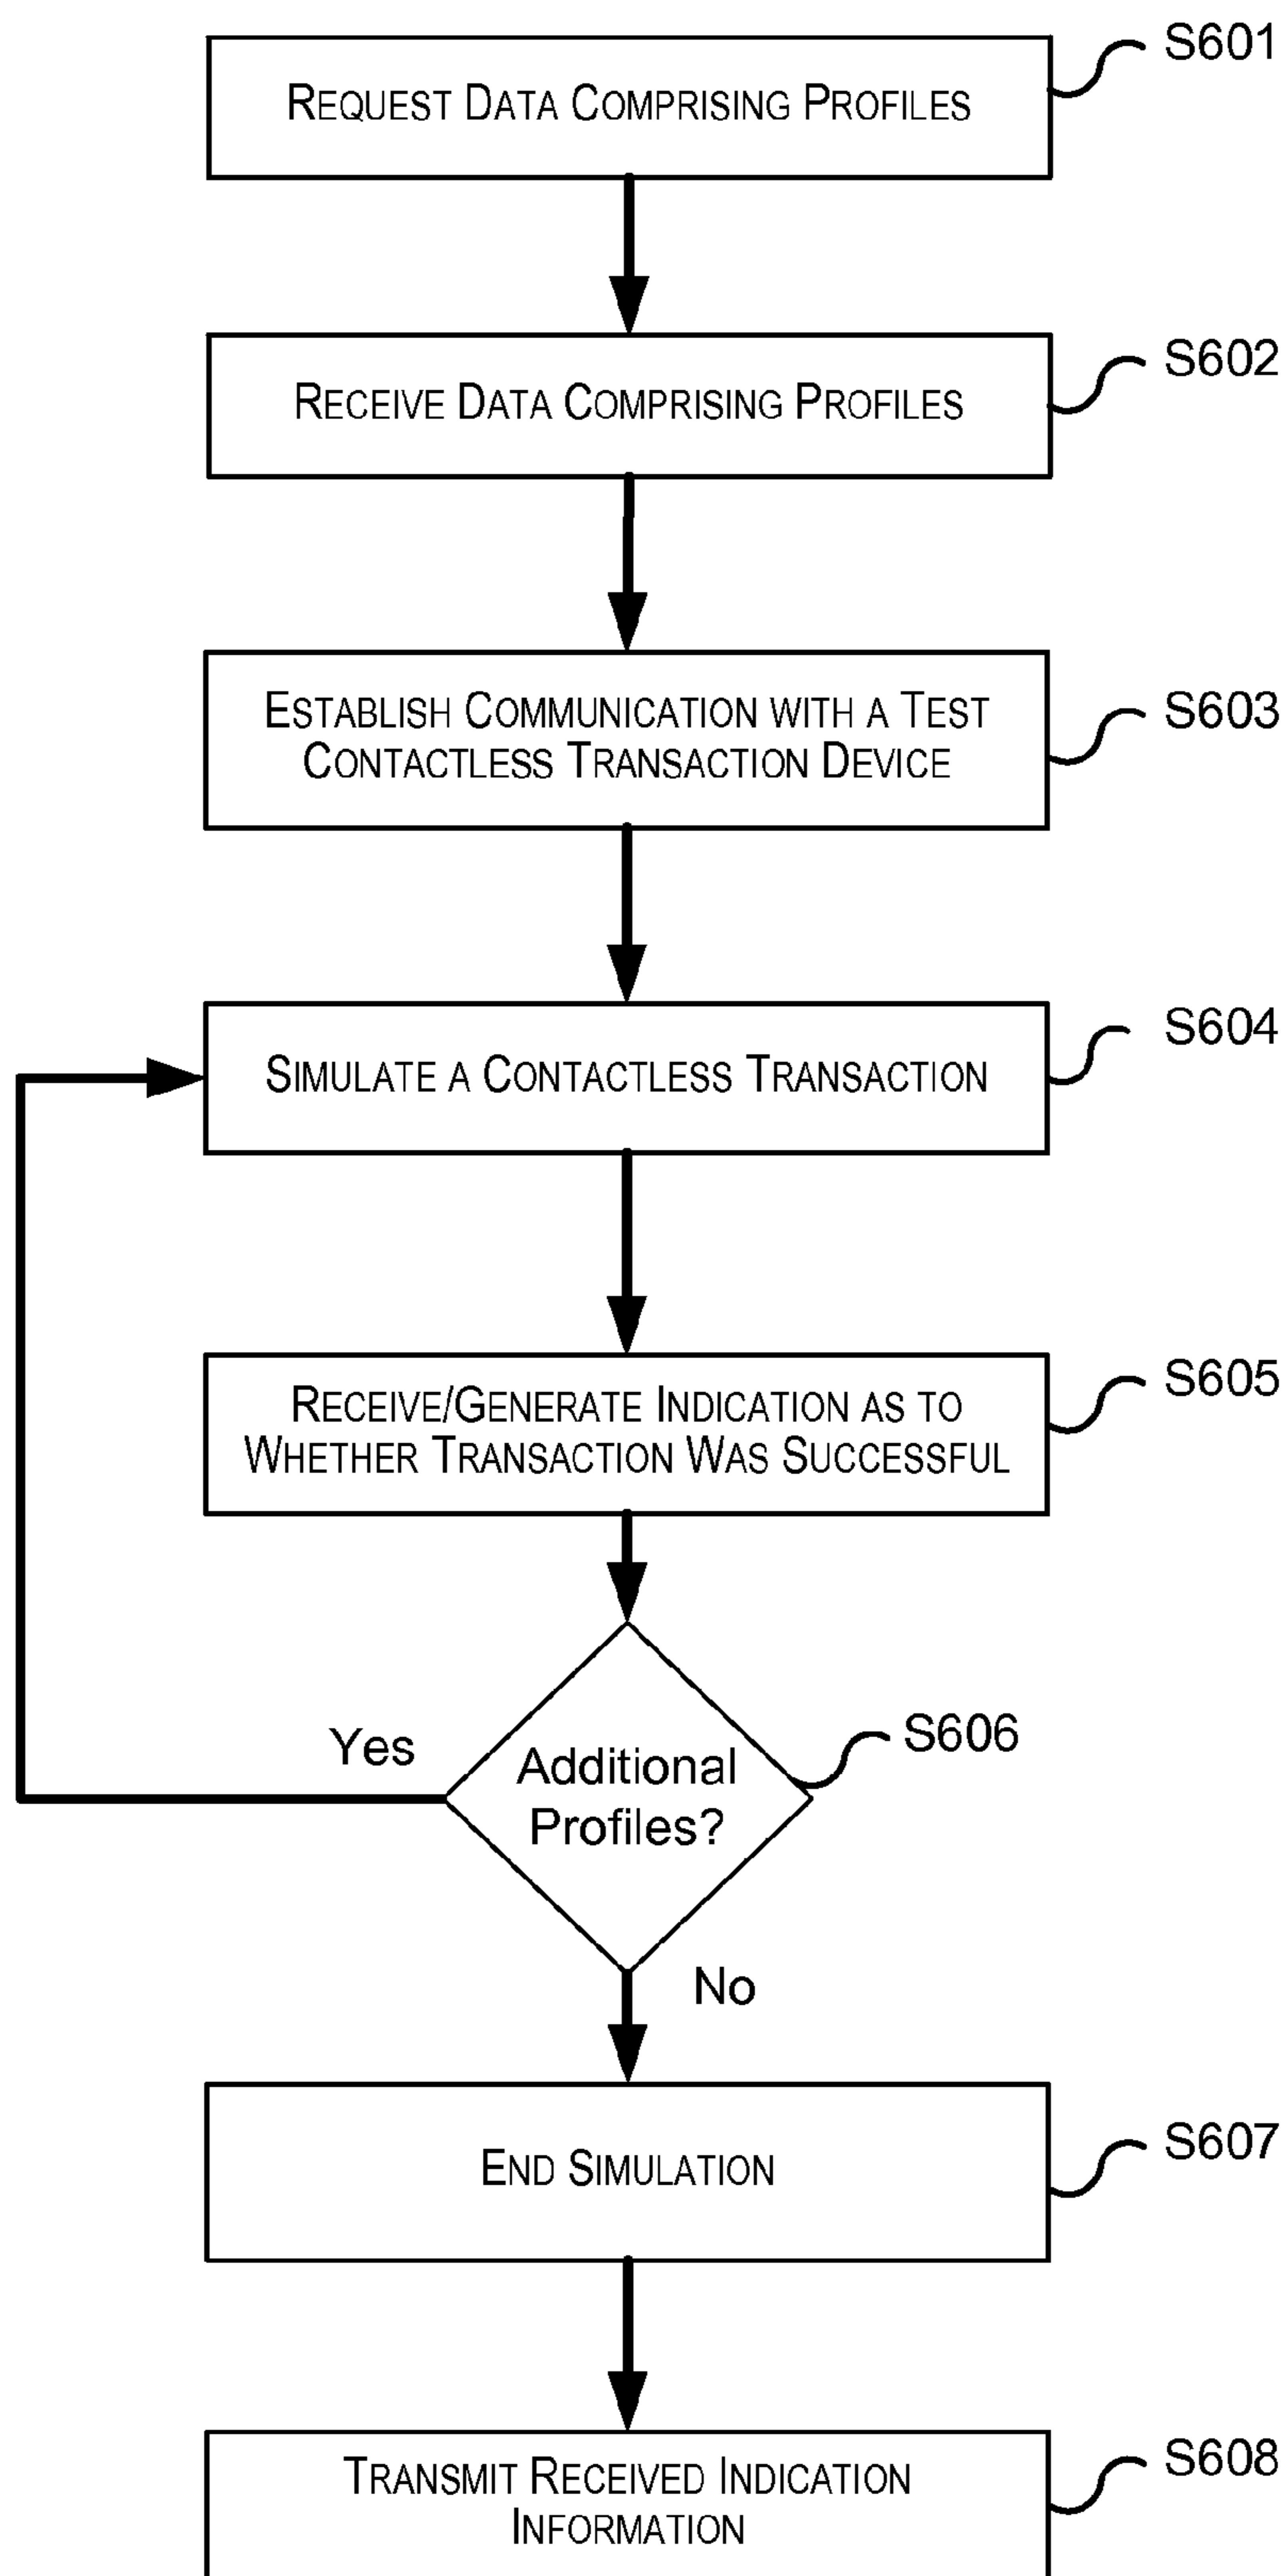 REQUEST DATA COMPRISING PROFILES
S601
RECEIVE DATA COMPRISING PROFILES
S602
ESTABLISH COMMUNICATION WITH A TEST
CONTACTLESS TRANSACTION DEVICE
S603
SIMULATE A CONTACTLESS TRANSACTION
S604
RECEIVE/GENERATE INDICATION AS TO
WHETHER TRANSACTION WAS SUCCESSFUL
S605
Yes
Additional
Profiles?
S606
No
END SIMULATION
S607
TRANSMIT RECEIVED INDICATION
INFORMATION
S608